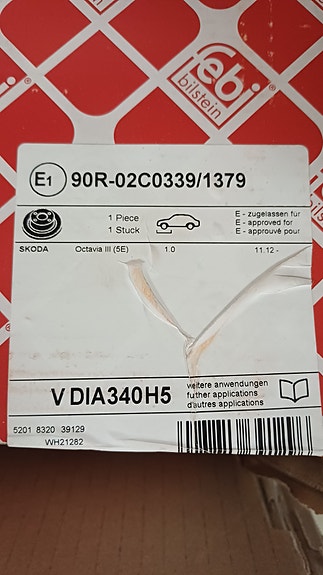 febi
bilstein
E1 90R-02C0339/1379
1 Piece
1 Stuck
E - zugelassen für
E - approved for
E - approuvé pour
SKODA Octavia III (5E) 1.0 11.12 -
V DIA340H5
weitere anwendungen
futher applications
d'autres applications
5201 8320 39129
WH21282